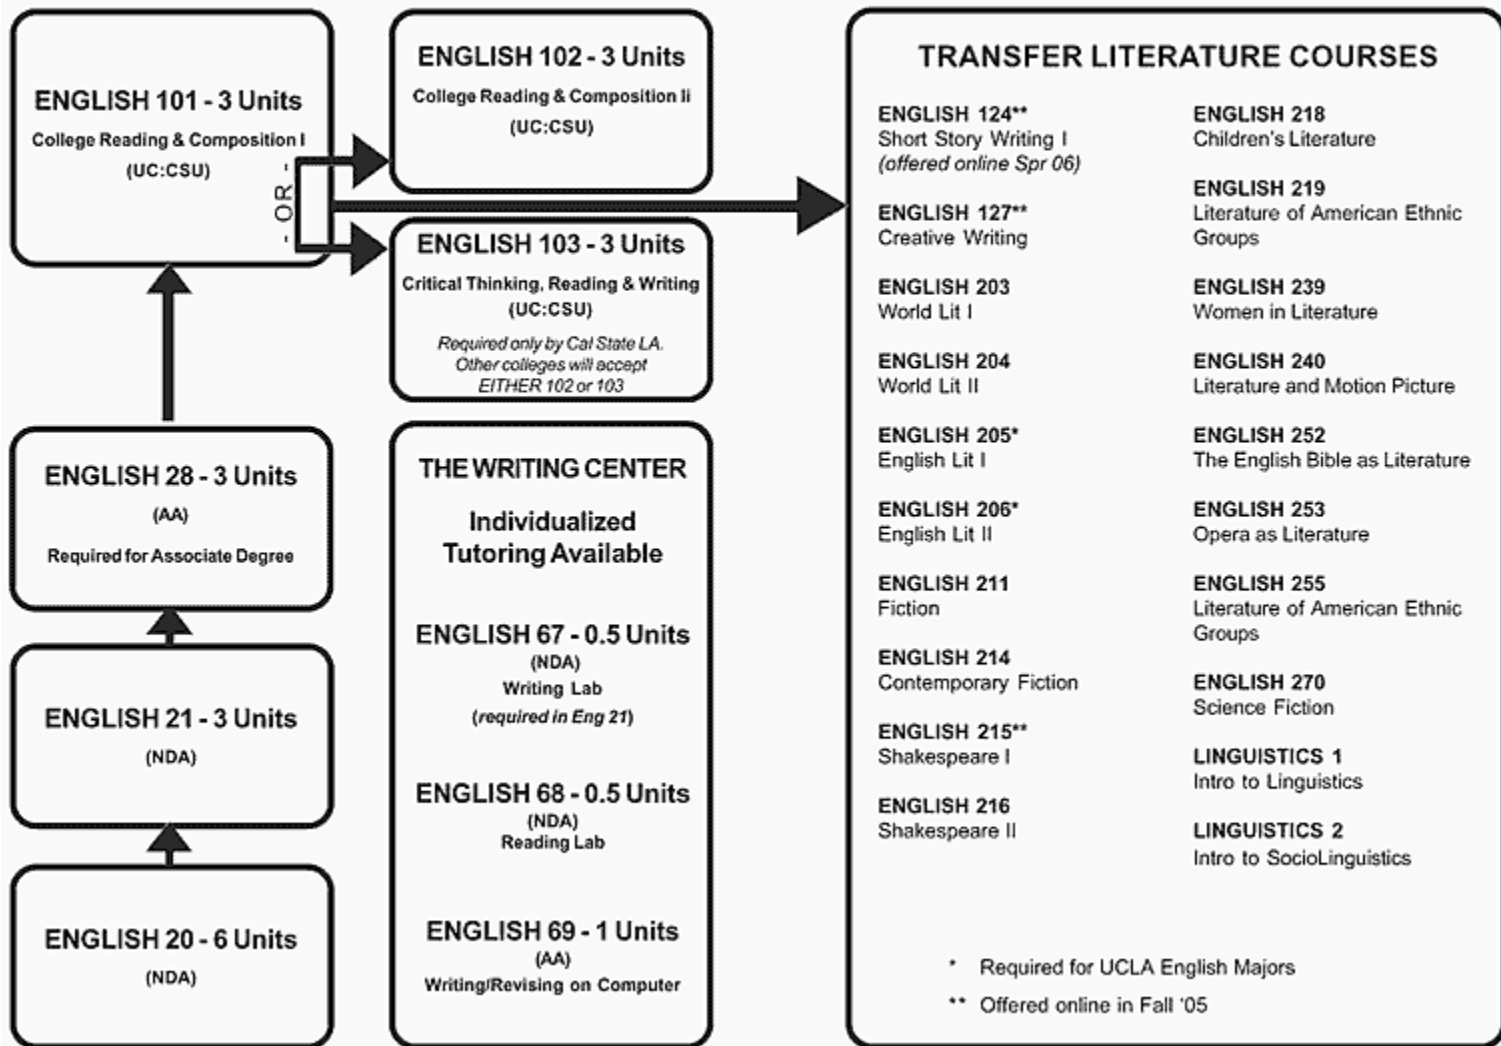 ENGLISH 101 - 3 Units
College Reading & Composition I
(UC:CSU)
- OR -
ENGLISH 102 - 3 Units
College Reading & Composition Ii
(UC:CSU)
ENGLISH 103 - 3 Units
Critical Thinking, Reading & Writing
(UC:CSU)
Required only by Cal State LA.
Other colleges will accept
EITHER 102 or 103
ENGLISH 28 - 3 Units
(AA)
Required for Associate Degree
ENGLISH 21 - 3 Units
(NDA)
ENGLISH 20 - 6 Units
(NDA)
THE WRITING CENTER
Individualized
Tutoring Available
ENGLISH 67 - 0.5 Units
(NDA)
Writing Lab
(required in Eng 21)
ENGLISH 68 - 0.5 Units
(NDA)
Reading Lab
ENGLISH 69 - 1 Units
(AA)
Writing/Revising on Computer
TRANSFER LITERATURE COURSES
ENGLISH 124**
Short Story Writing I
(offered online Spr 06)
ENGLISH 127**
Creative Writing
ENGLISH 203
World Lit I
ENGLISH 204
World Lit II
ENGLISH 205*
English Lit I
ENGLISH 206*
English Lit II
ENGLISH 211
Fiction
ENGLISH 214
Contemporary Fiction
ENGLISH 215**
Shakespeare I
ENGLISH 216
Shakespeare II
ENGLISH 218
Children's Literature
ENGLISH 219
Literature of American Ethnic
Groups
ENGLISH 239
Women in Literature
ENGLISH 240
Literature and Motion Picture
ENGLISH 252
The English Bible as Literature
ENGLISH 253
Opera as Literature
ENGLISH 255
Literature of American Ethnic
Groups
ENGLISH 270
Science Fiction
LINGUISTICS 1
Intro to Linguistics
LINGUISTICS 2
Intro to SocioLinguistics
* Required for UCLA English Majors
** Offered online in Fall '05